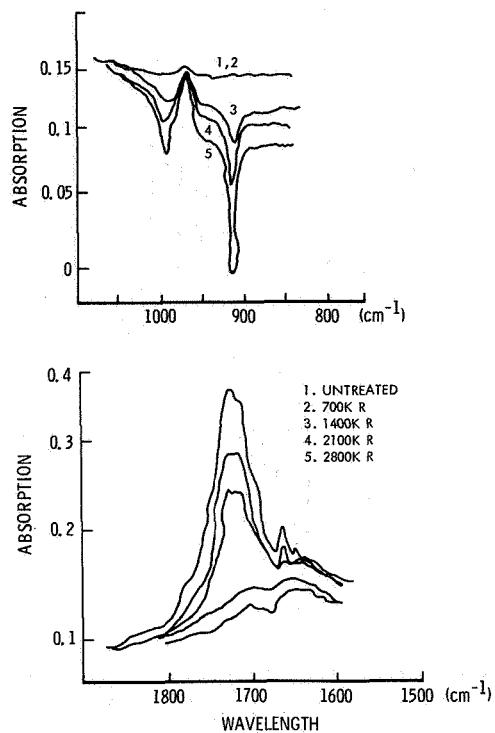 ABSORPTION
0.15
0.1
0.05
0
1,2
3
4
5
1000 900 800 (cm-1)
ABSORPTION
0.4
0.3
0.2
0.1
1. UNTREATED
2. 700K R
3. 1400K R
4. 2100K R
5. 2800K R
1800 1700 1600 1500 (cm-1)
WAVELENGTH